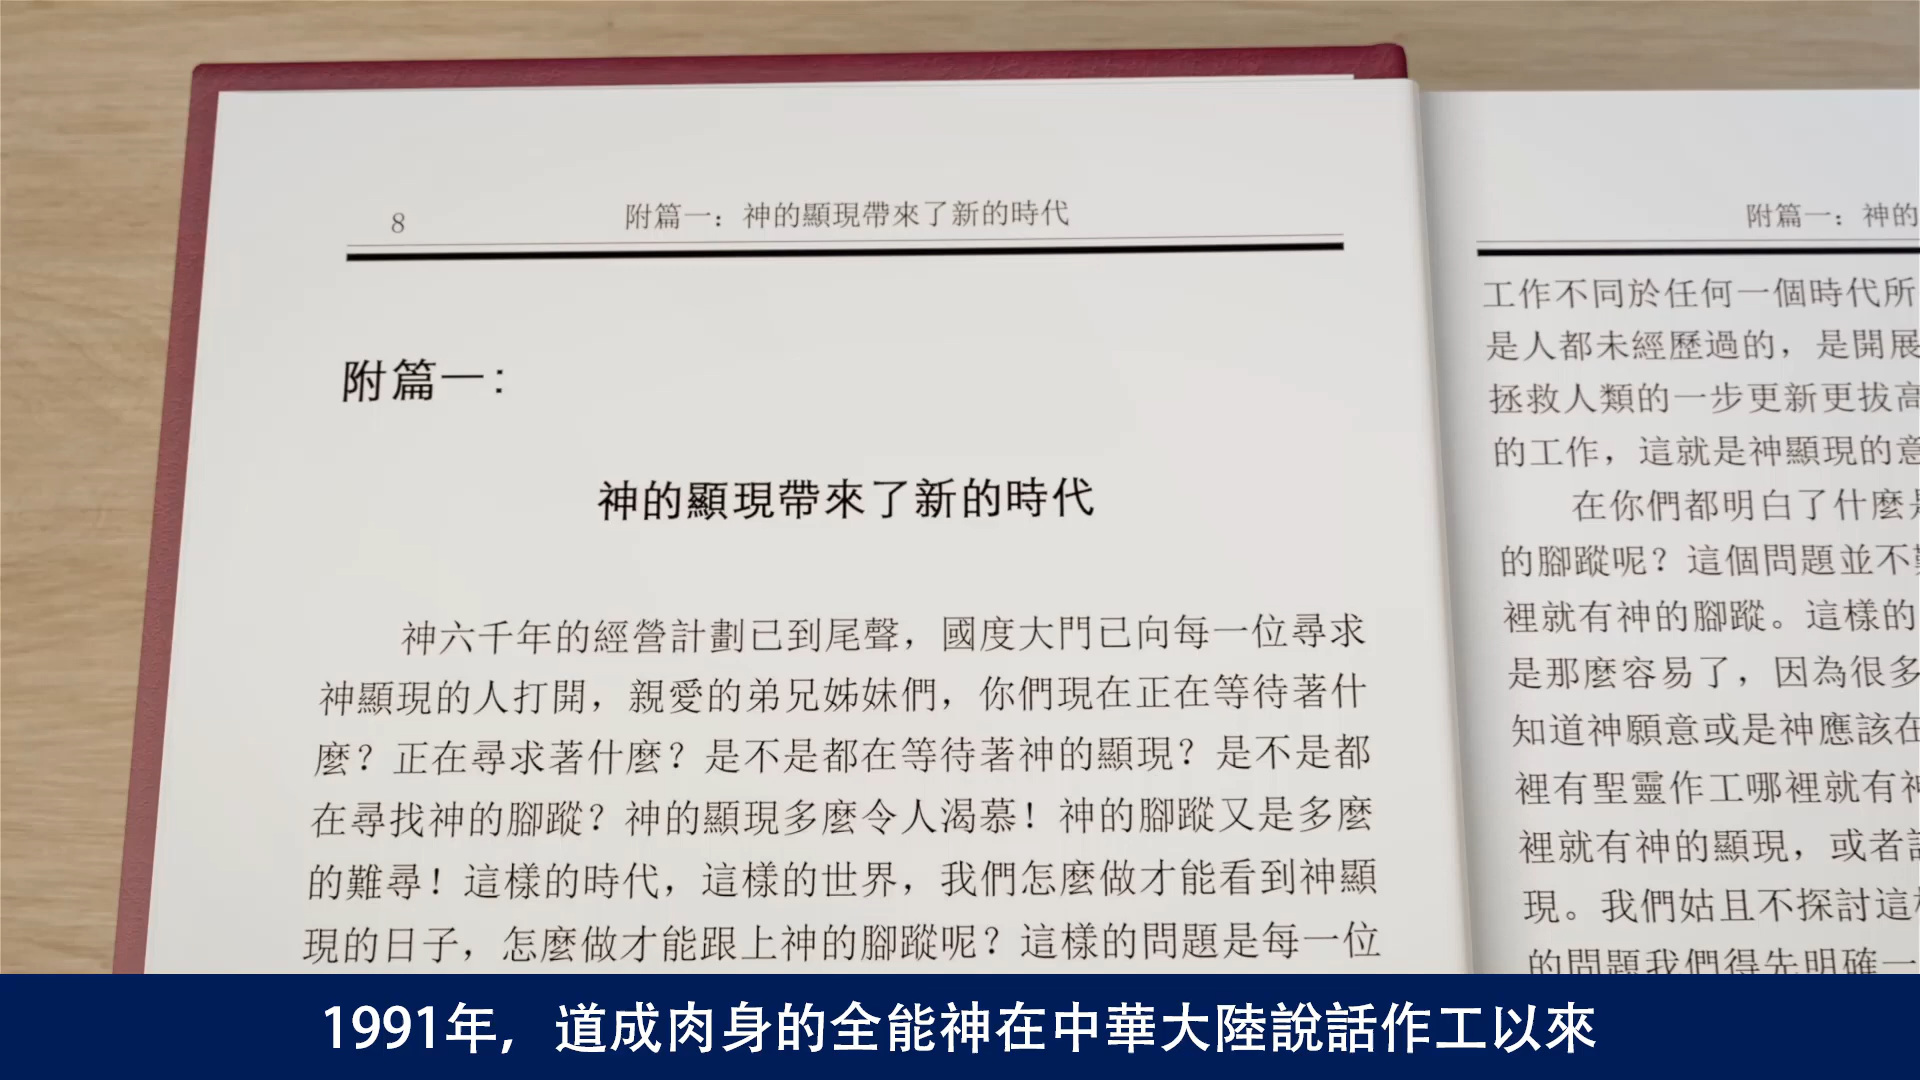 8
附篇一：神的顯現帶來了新的時代
附篇一：
神的顯現帶來了新的時代
神六千年的經營計劃已到尾聲，國度大門已向每一位尋求
神顯現的人打開，親愛的弟兄姊妹們，你們現在正在等待著什
麼？正在尋求著什麼？是不是都在等待著神的顯現？是不是都
在尋找神的腳蹤？神的顯現多麼令人渴慕！神的腳蹤又是多麼
的難尋！這樣的時代，這樣的世界，我們怎麼做才能看到神顯
現的日子，怎麼做才能跟上神的腳蹤呢？這樣的問題是每一位
附篇一：神的
工作不同於任何一個時代所
是人都未經歷過的，是開展
拯救人類的一步更新更拔高
的工作，這就是神顯現的意
在你們都明白了什麼是
的腳蹤呢？這個問題並不
裡就有神的腳蹤。這樣的
是那麼容易了，因為很多
知道神願意或是神應該在
裡有聖靈作工哪裡就有神
裡就有神的顯現，或者
現。我們姑且不探討這
的問題我們得先明確一
1991年，道成肉身的全能神在中華大陸說話作工以來